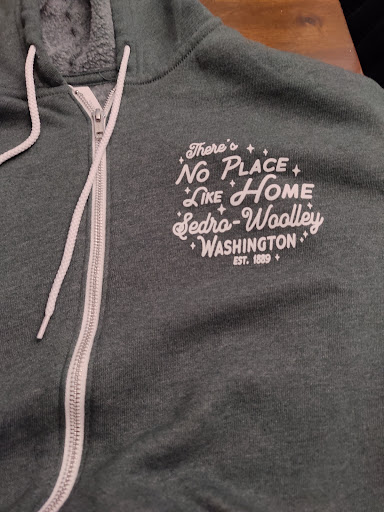 There's
No Place
Like Home
Sedro-Woolley
Washington
Est. 1889